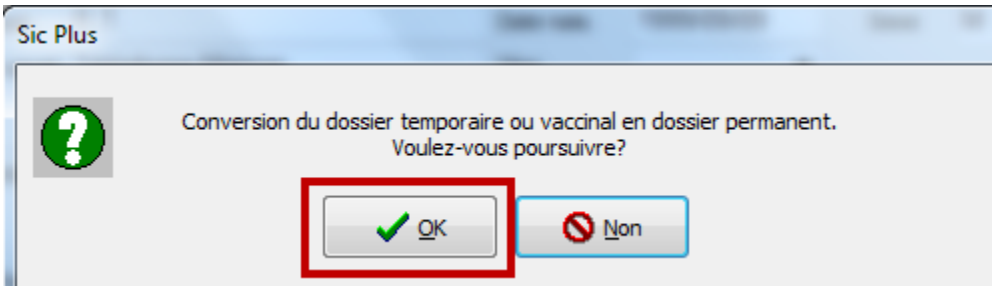 Sic Plus
Conversion du dossier temporaire ou vaccinal en dossier permanent.
Voulez-vous poursuivre?
OK
Non